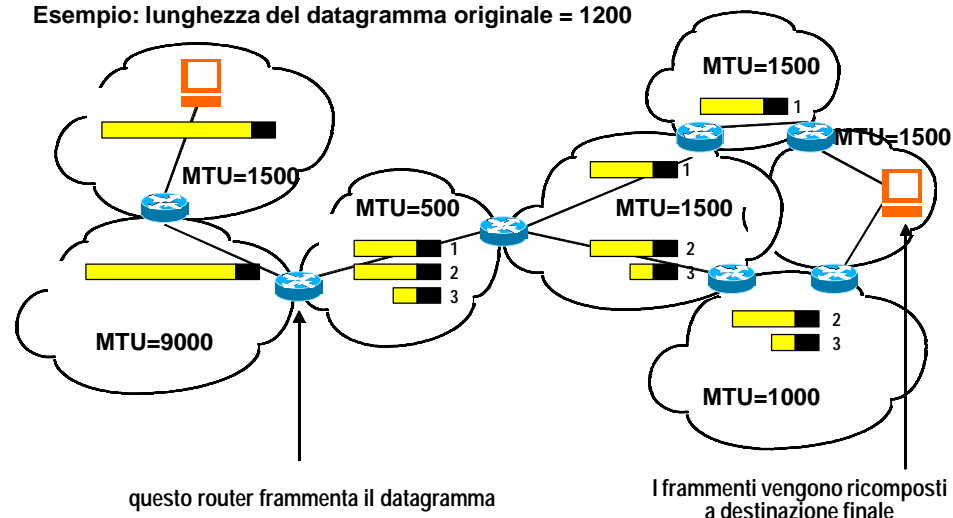 Esempio: lunghezza del datagramma originale = 1200
MTU=1500
1
MTU=1500
MTU=1500
1
MTU=500
MTU=1500
1
2
2
3
3
MTU=9000
2
3
MTU=1000
questo router frammenta il datagramma
I frammenti vengono ricomposti
a destinazione finale